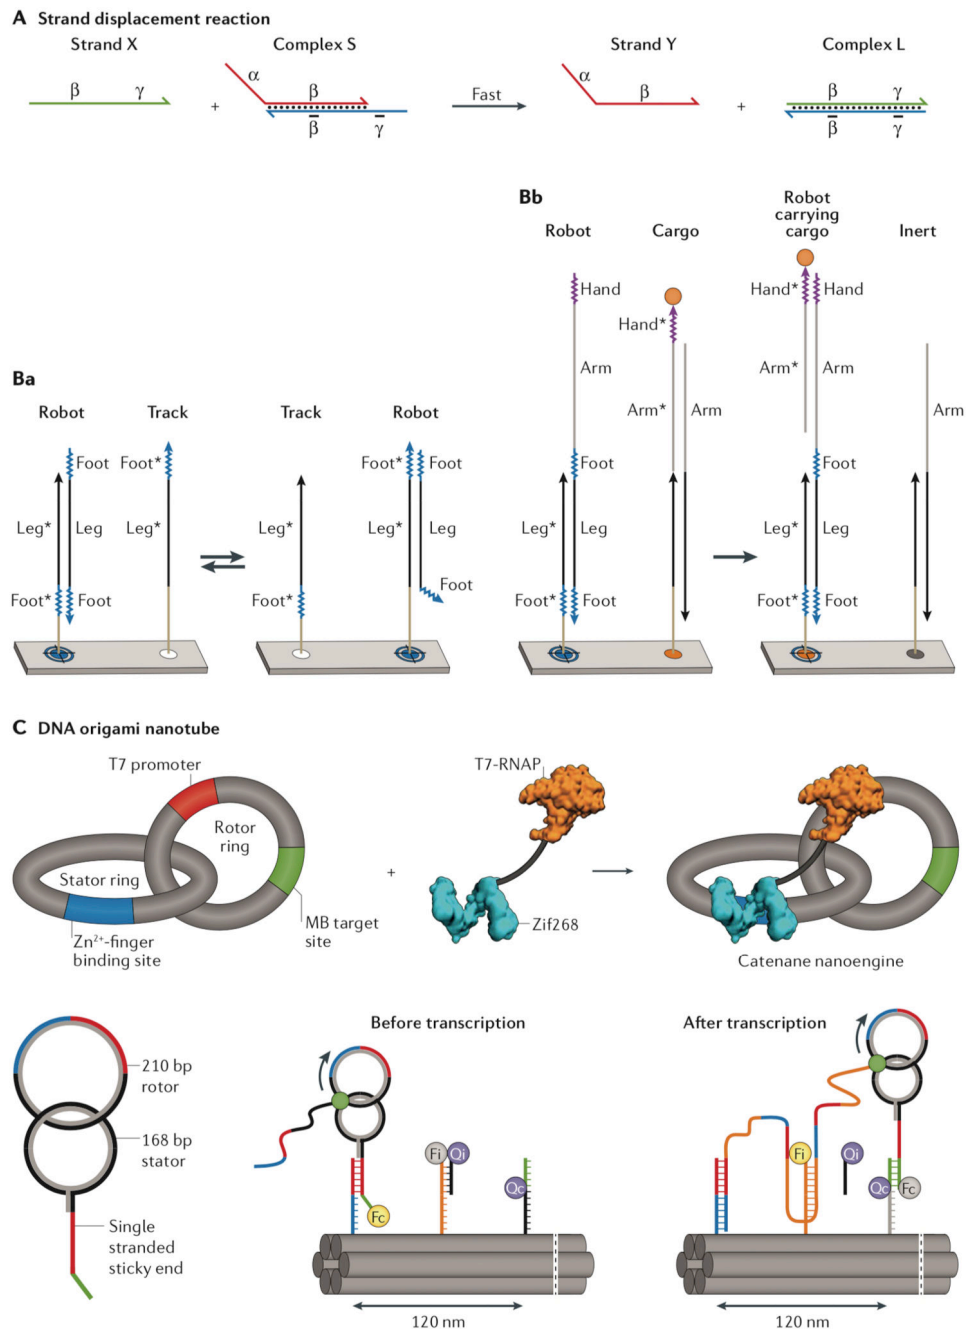 A Strand displacement reaction
Strand X
Complex S
Strand Y
Complex L
β γ
+
α
β
β̅ γ̅
Fast
α
β
+
β γ
β̅ γ̅
Bb
Robot
Cargo
Robot
carrying
cargo
Inert
Hand
Hand*
Arm
Arm*
Arm
Foot
Leg*
Leg
Foot*
Foot
Hand*
Hand
Arm*
Arm
Foot
Leg*
Leg
Foot*
Foot
Arm
Ba
Robot
Track
Track
Robot
Foot
Foot*
Leg*
Leg
Leg*
Foot*
Foot
Leg*
Foot*
Foot*
Foot
Leg*
Leg
Foot
C DNA origami nanotube
T7 promoter
Rotor
ring
Stator ring
MB target
site
Zn2+-finger
binding site
+
T7-RNAP
Zif268
Catenane nanoengine
210 bp
rotor
168 bp
stator
Single
stranded
sticky end
Before transcription
Fi
Qi
Qc
Fc
120 nm
After transcription
Fi
Qi
Qc
Fc
120 nm